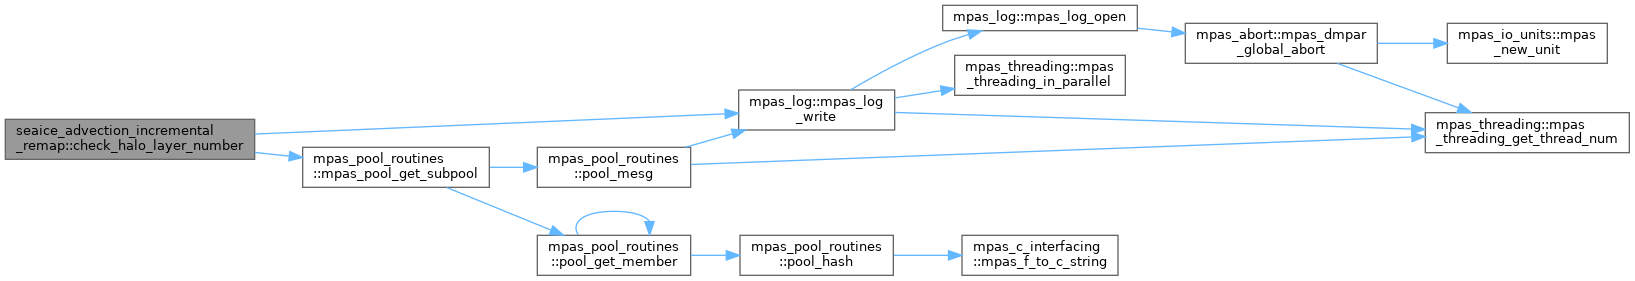 seaice_advection_incremental
_remap::check_halo_layer_number
mpas_pool_routines
::mpas_pool_get_subpool
mpas_pool_routines
::pool_mesg
mpas_pool_routines
::pool_get_member
mpas_log::mpas_log
_write
mpas_pool_routines
::pool_hash
mpas_log::mpas_log_open
mpas_threading::mpas
_threading_in_parallel
mpas_c_interfacing
::mpas_f_to_c_string
mpas_abort::mpas_dmpar
_global_abort
mpas_io_units::mpas
_new_unit
mpas_threading::mpas
_threading_get_thread_num